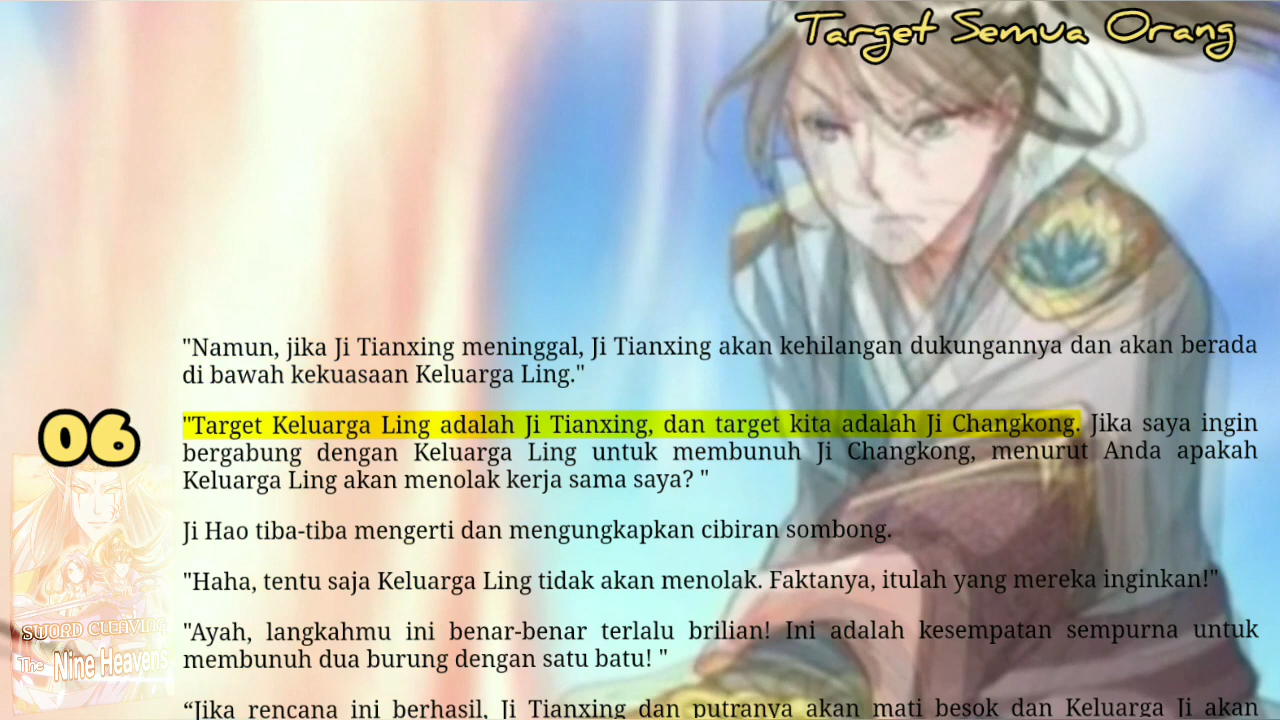 Target Semua Orang
"Namun, jika Ji Tianxing meninggal, Ji Tianxing akan kehilangan dukungannya dan akan berada
di bawah kekuasaan Keluarga Ling."
06
"Target Keluarga Ling adalah Ji Tianxing, dan target kita adalah Ji Changkong. Jika saya ingin
bergabung dengan Keluarga Ling untuk membunuh Ji Changkong, menurut Anda apakah
Keluarga Ling akan menolak kerja sama saya? "
Ji Hao tiba-tiba mengerti dan mengungkapkan cibiran sombong.
"Haha, tentu saja Keluarga Ling tidak akan menolak. Faktanya, itulah yang mereka inginkan!"
"Ayah, langkahmu ini benar-benar terlalu brilian! Ini adalah kesempatan sempurna untuk
membunuh dua burung dengan satu batu! "
“Jika rencana ini berhasil, Ji Tianxing dan putranya akan mati besok dan Keluarga Ji akan
SWORD CLEAVING
The Nine Heavens